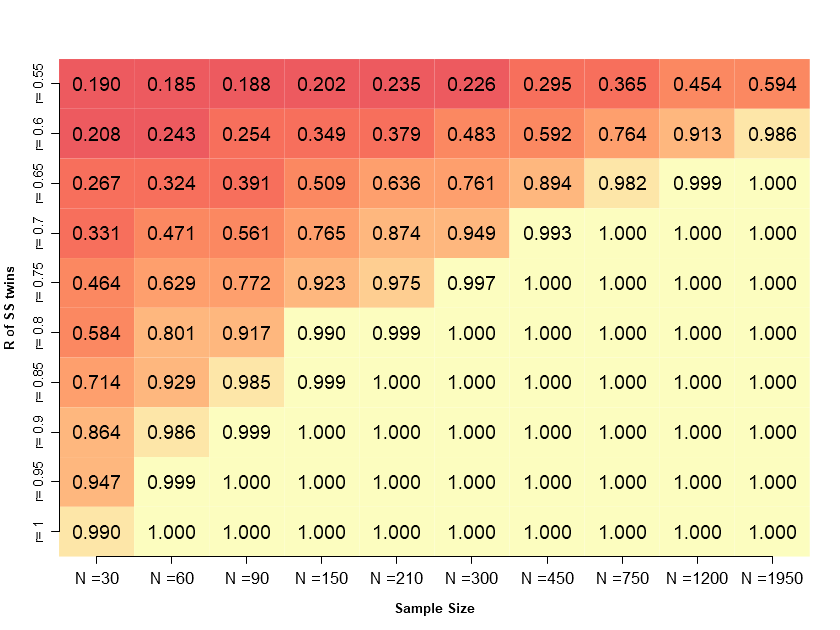 r= 0.55 0.190 0.185 0.188 0.202 0.235 0.226 0.295 0.365 0.454 0.594
r= 0.6 0.208 0.243 0.254 0.349 0.379 0.483 0.592 0.764 0.913 0.986
r= 0.65 0.267 0.324 0.391 0.509 0.636 0.761 0.894 0.982 0.999 1.000
r= 0.7 0.331 0.471 0.561 0.765 0.874 0.949 0.993 1.000 1.000 1.000
r= 0.75 0.464 0.629 0.772 0.923 0.975 0.997 1.000 1.000 1.000 1.000
r= 0.8 0.584 0.801 0.917 0.990 0.999 1.000 1.000 1.000 1.000 1.000
r= 0.85 0.714 0.929 0.985 0.999 1.000 1.000 1.000 1.000 1.000 1.000
r= 0.9 0.864 0.986 0.999 1.000 1.000 1.000 1.000 1.000 1.000 1.000
r= 0.95 0.947 0.999 1.000 1.000 1.000 1.000 1.000 1.000 1.000 1.000
r= 1 0.990 1.000 1.000 1.000 1.000 1.000 1.000 1.000 1.000 1.000
R of SS twins
N =30 N =60 N =90 N =150 N =210 N =300 N =450 N =750 N =1200 N =1950
Sample Size